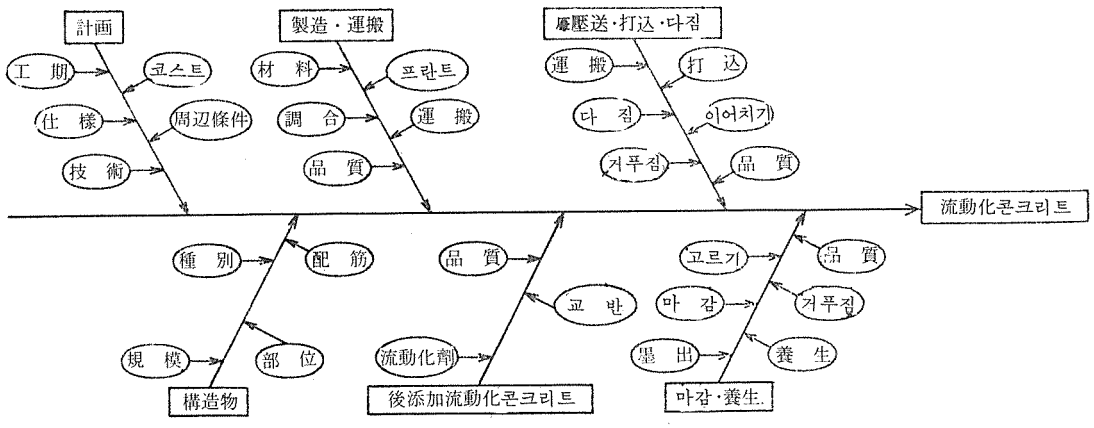 計画
製造·運搬
壓送·打込·다짐
工期
코스트
仕様
周辺條件
技術
材料
프란트
調合
運搬
品質
運搬
打込
다짐
이어치기
거푸짐
品質
流動化콘크리트
種別
配筋
規模
部位
構造物
品質
교반
流動化劑
後添加流動化콘크리트
고르기
品質
마감
거푸집
墨出
養生
마감·養生.